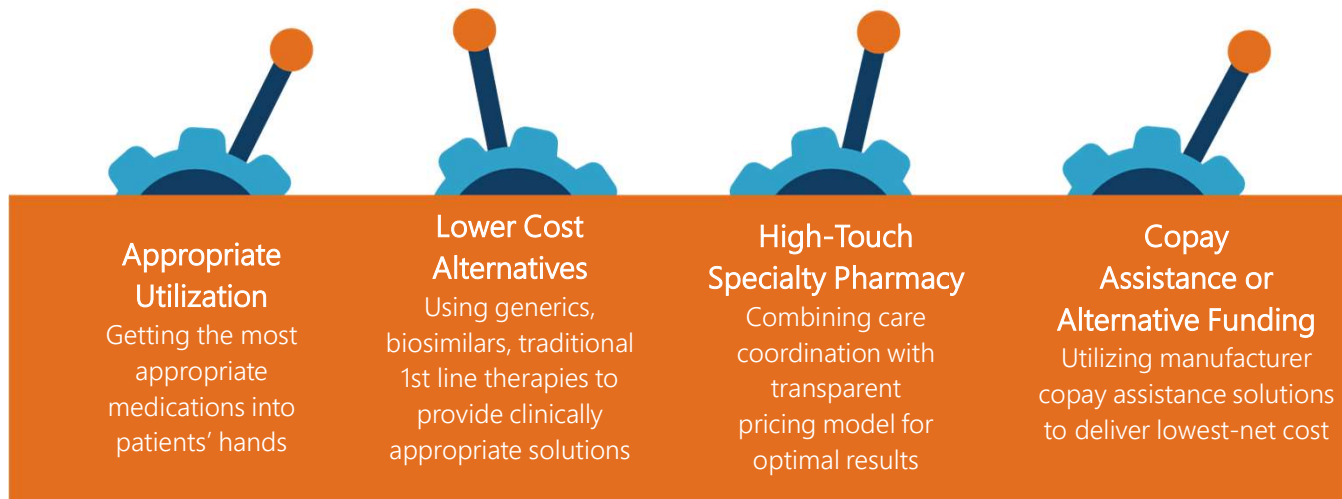 Appropriate
Utilization
Getting the most
appropriate
medications into
patients’ hands
Lower Cost
Alternatives
Using generics,
biosimilars, traditional
1st line therapies to
provide clinically
appropriate solutions
High-Touch
Specialty Pharmacy
Combining care
coordination with
transparent
pricing model for
optimal results
Copay
Assistance or
Alternative Funding
Utilizing manufacturer
copay assistance solutions
to deliver lowest-net cost